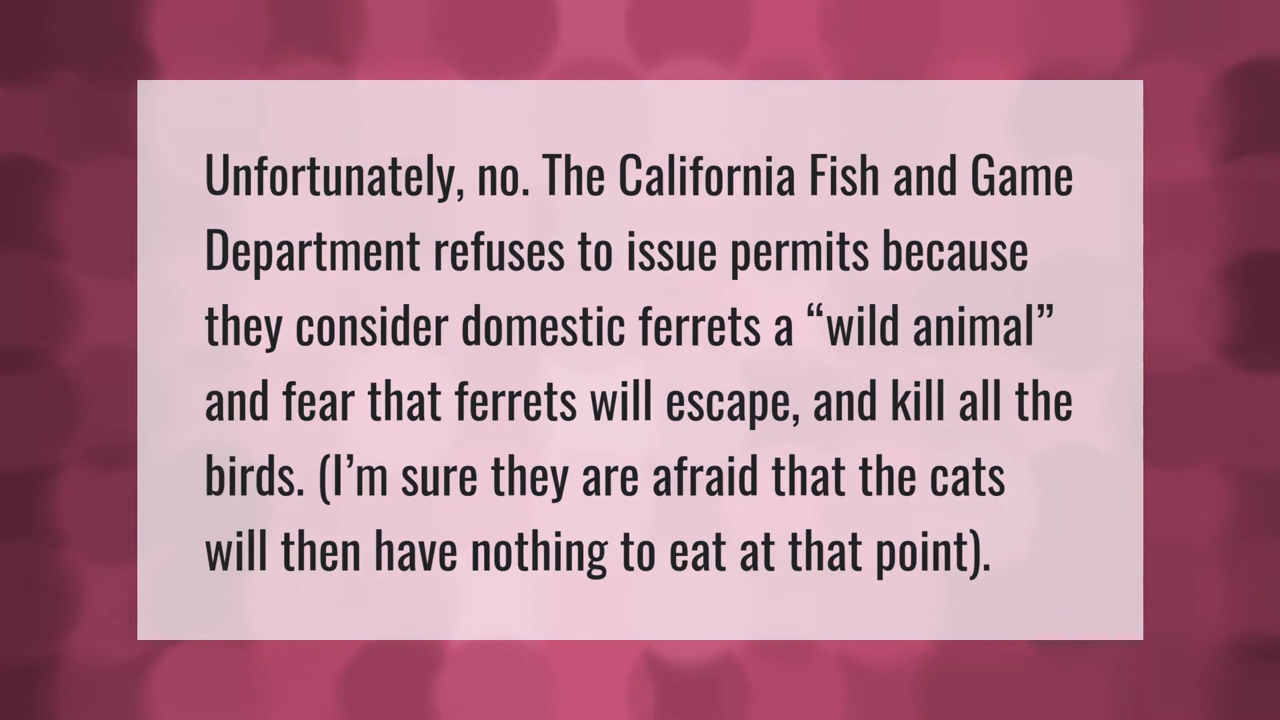 Unfortunately, no. The California Fish and Game
Department refuses to issue permits because
they consider domestic ferrets a “wild animal”
and fear that ferrets will escape, and kill all the
birds. (I’m sure they are afraid that the cats
will then have nothing to eat at that point).